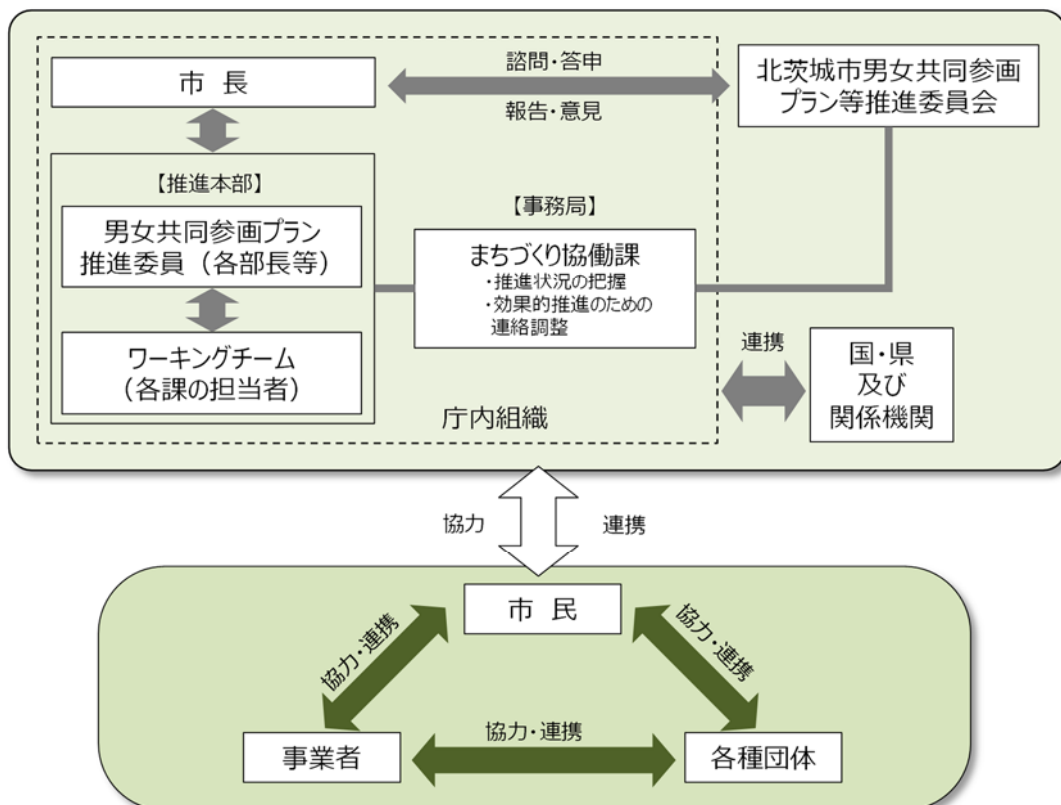 市 長
諮問・答申
報告・意見
北茨城市男女共同参画
プラン等推進委員会
【推進本部】
男女共同参画プラン
推進委員(各部長等)
ワーキングチーム
(各課の担当者)
【事務局】
まちづくり協働課
・推進状況の把握
・効果的推進のための
連絡調整
庁内組織
連携
国・県
及び
関係機関
協力
連携
市 民
協力・連携
協力・連携
事業者
協力・連携
各種団体